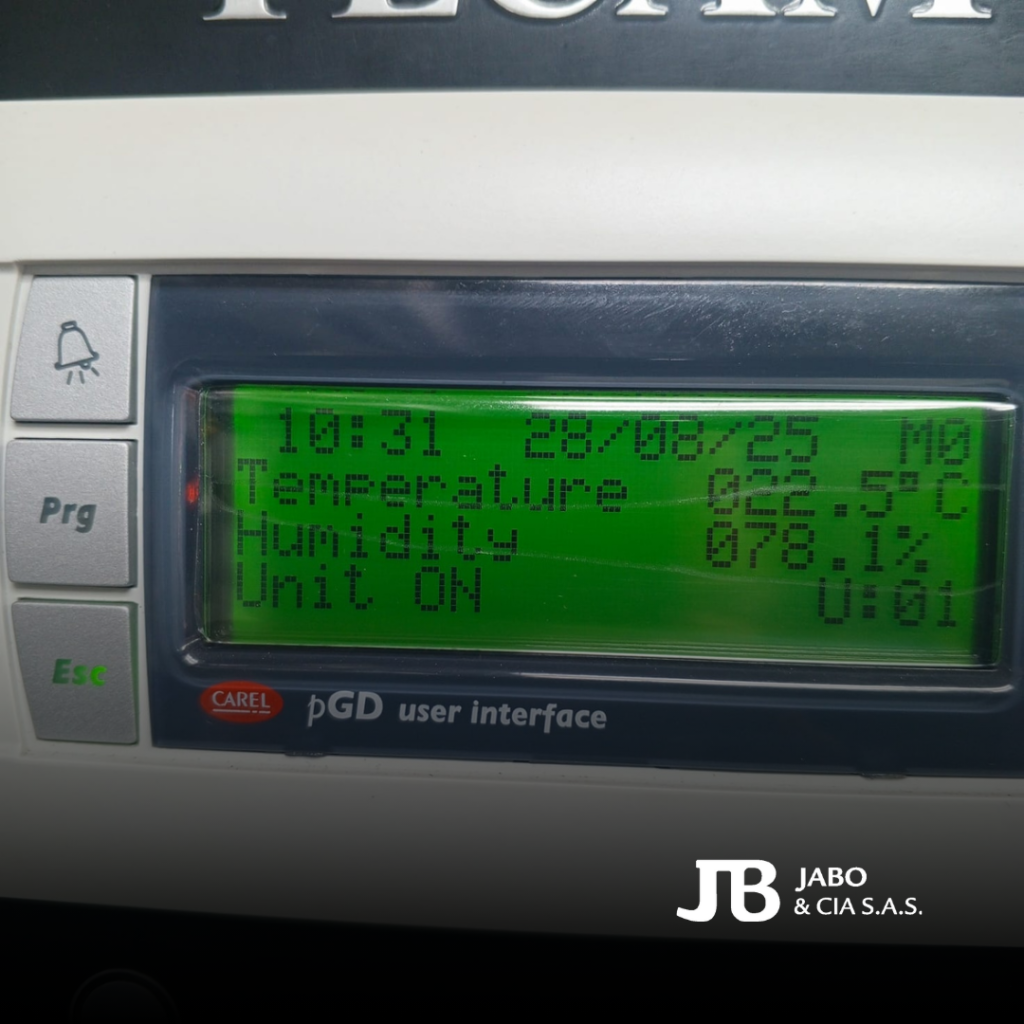 10:31 28/08/25 M0
Temperature 022.5°C
Humidity 078.1%
Unit ON U:01
Prg
Esc
CAREL
pGD user interface
JB JABO
& CIA S.A.S.